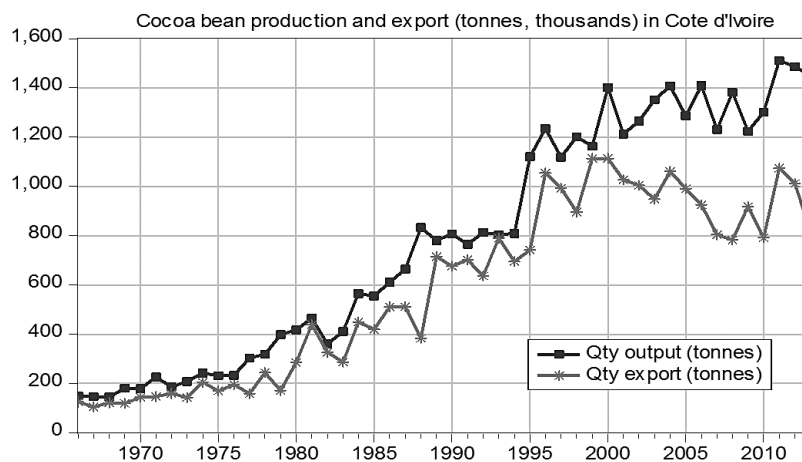 Cocoa bean production and export (tonnes, thousands) in Cote d'Ivoire
1,600
1,400
1,200
1,000
800
600
400
200
0
Qty output (tonnes)
Qty export (tonnes)
1970 1975 1980 1985 1990 1995 2000 2005 2010